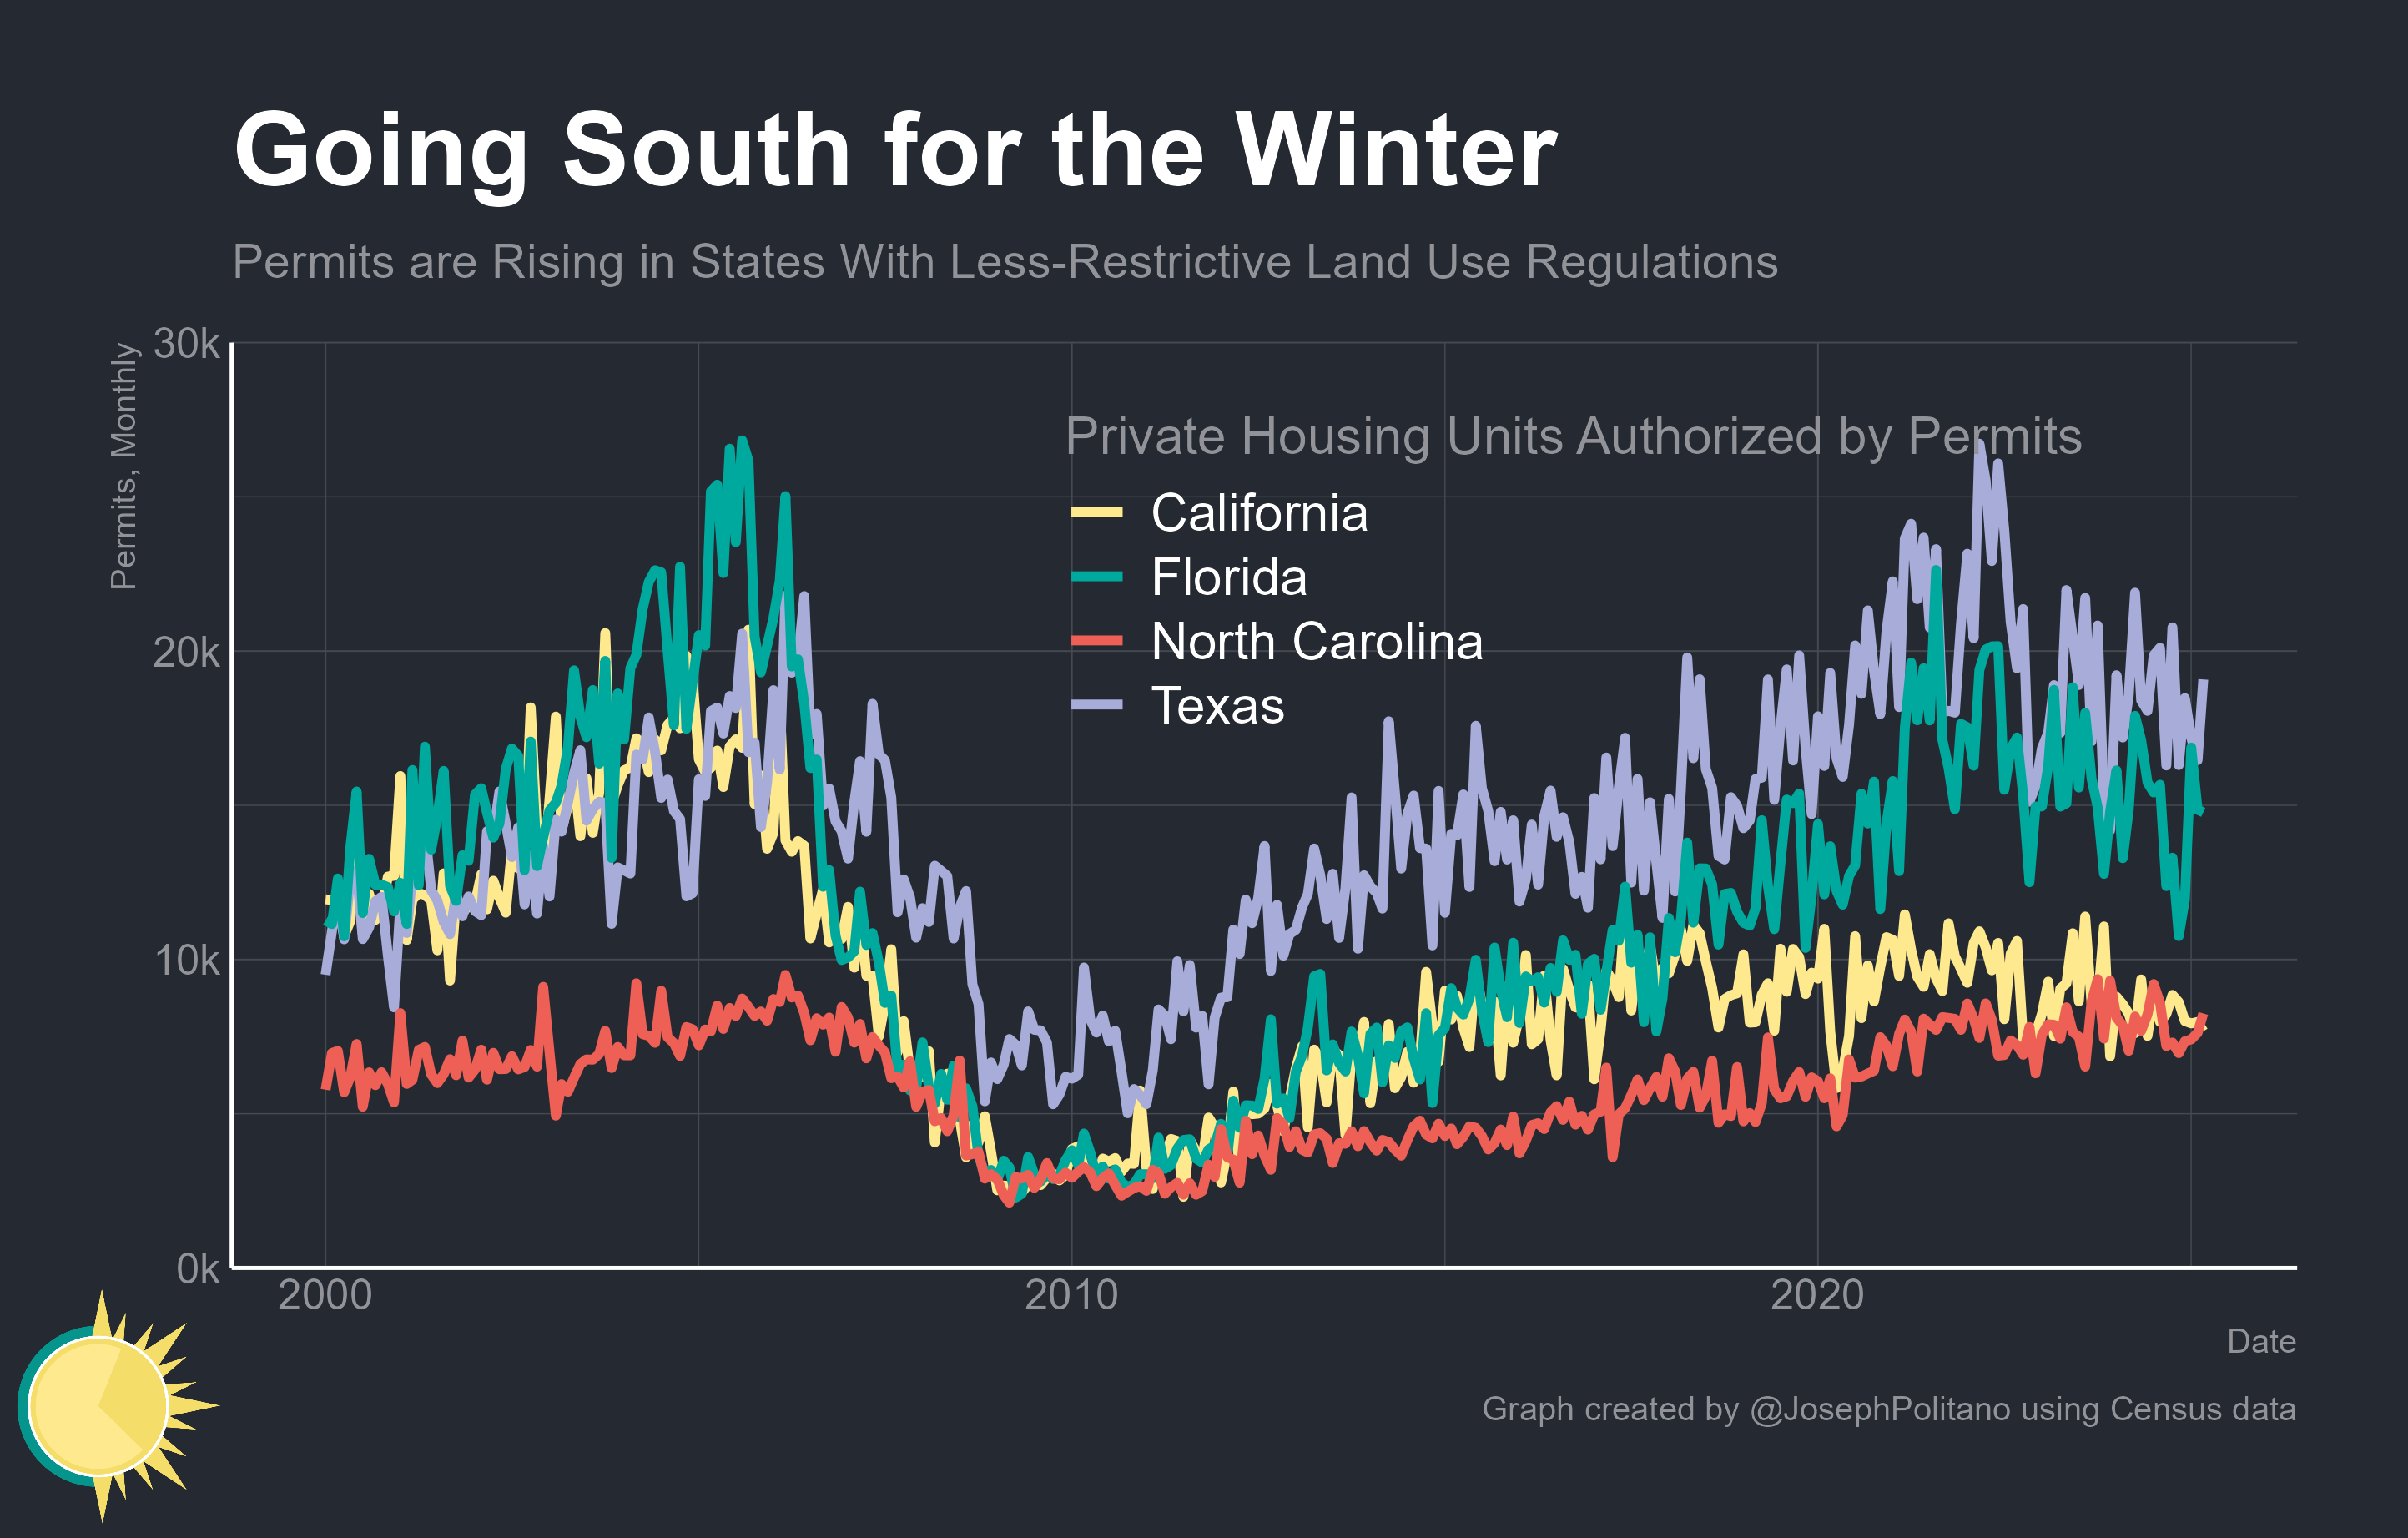 Going South for the Winter
Permits are Rising in States With Less-Restrictive Land Use Regulations
Permits, Monthly
30k
20k
10k
0k
Private Housing Units Authorized by Permits
California
Florida
North Carolina
Texas
2000 2010 2020
Date
Graph created by @JosephPolitano using Census data